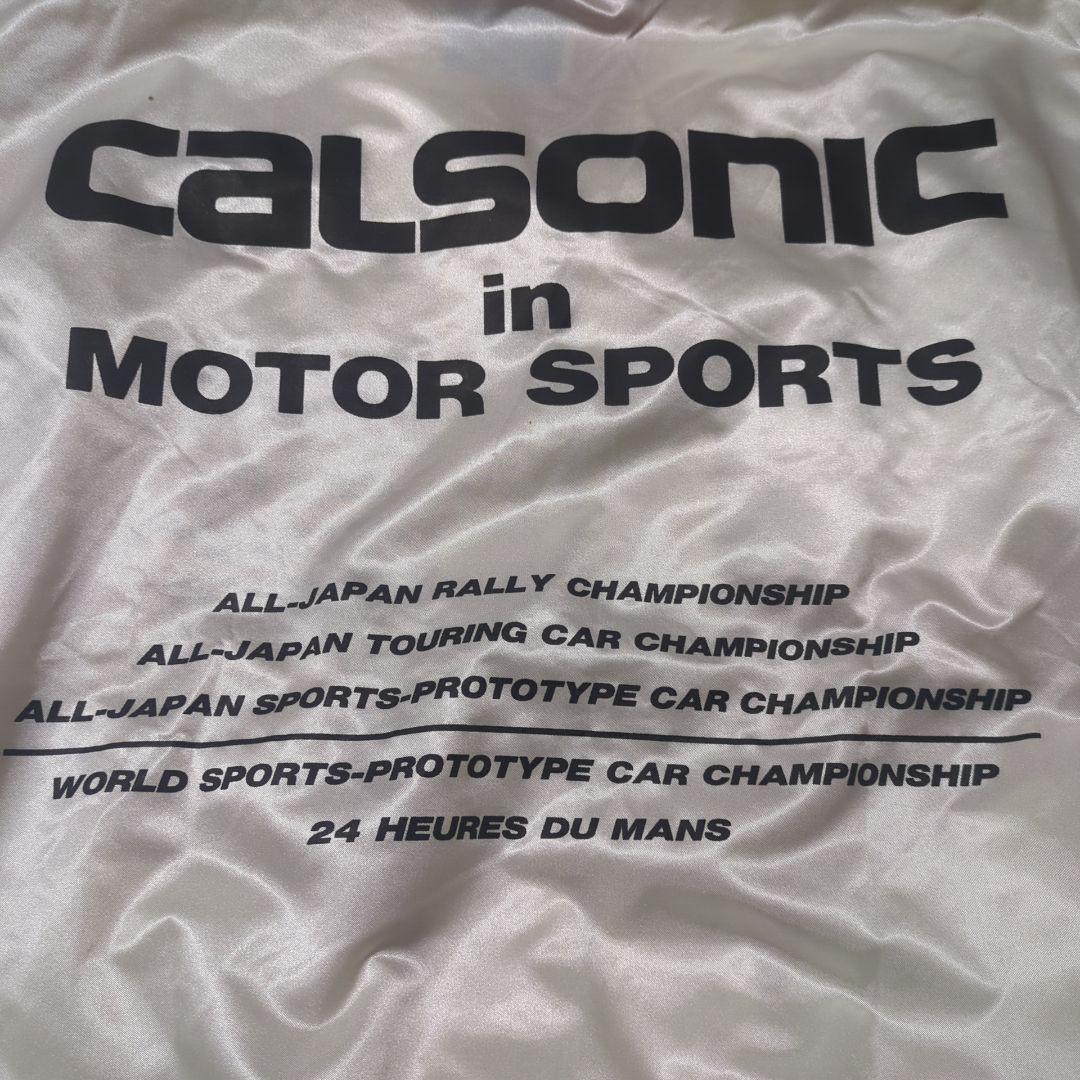 CALSONIC
in
MOTOR SPORTS
ALL-JAPAN RALLY CHAMPIONSHIP
ALL-JAPAN TOURING CAR CHAMPIONSHIP
ALL-JAPAN SPORTS-PROTOTYPE CAR CHAMPIONSHIP
WORLD SPORTS-PROTOTYPE CAR CHAMPIONSHIP
24 HEURES DU MANS